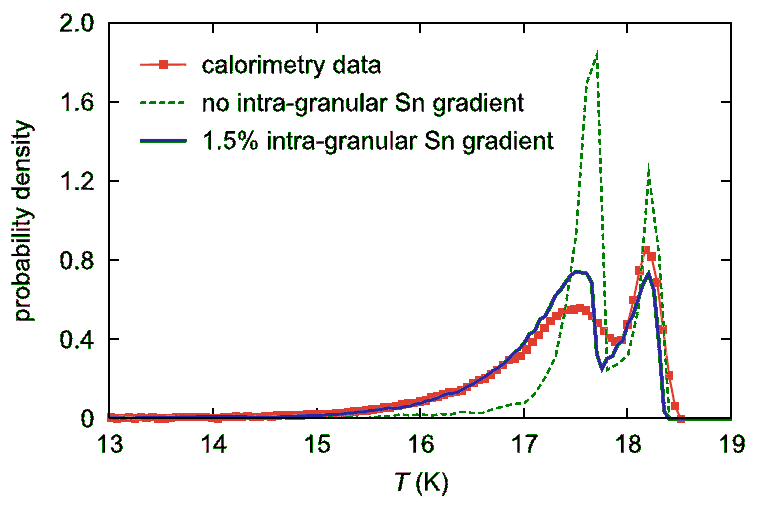 2.0
1.6
1.2
0.8
0.4
0
probability density
calorimetry data
no intra-granular Sn gradient
1.5% intra-granular Sn gradient
13 14 15 16 17 18 19
T (K)